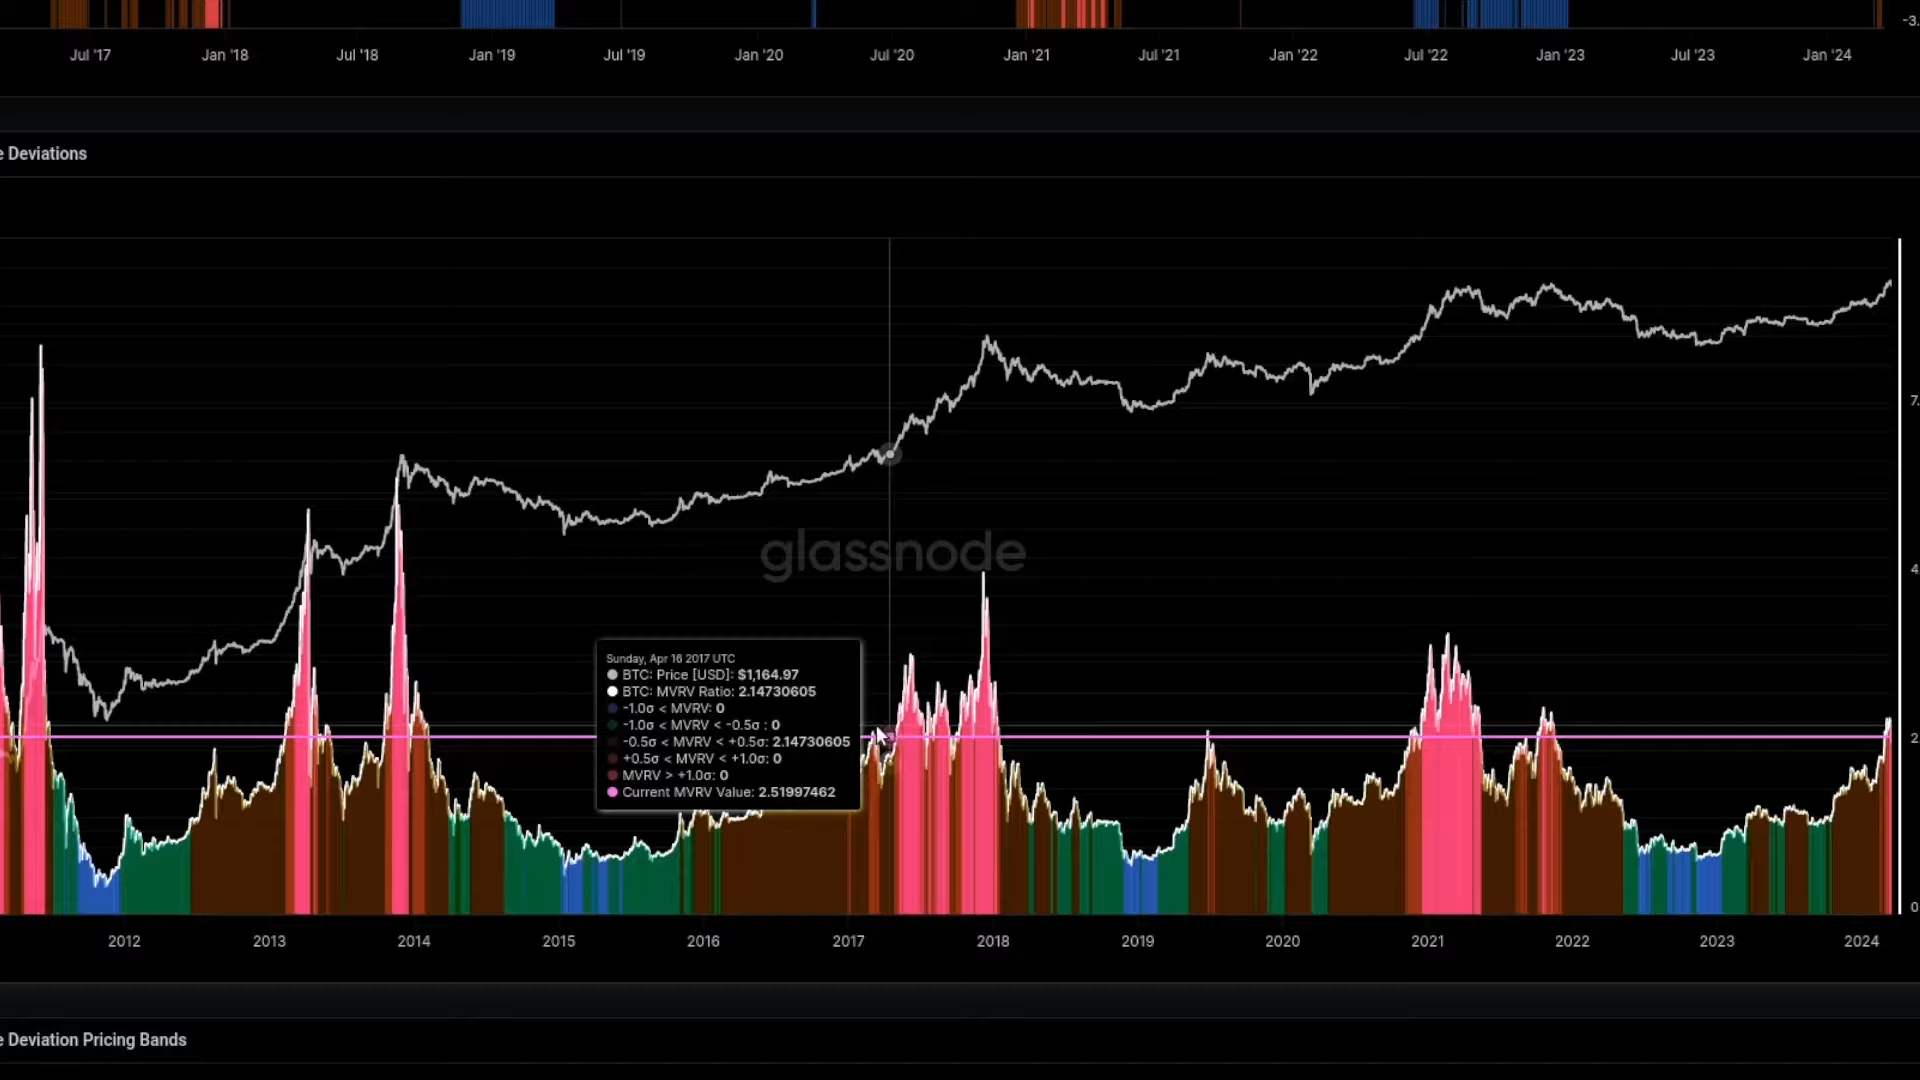 -3.
Jul '17 Jan '18 Jul '18 Jan '19 Jul '19 Jan '20 Jul '20 Jan '21 Jul '21 Jan '22 Jul '22 Jan '23 Jul '23 Jan '24
e Deviations
7.
glassnode
4.
Sunday, Apr 16 2017 UTC
BTC: Price [USD]: $1,164.97
BTC: MVRV Ratio: 2.14730605
-1.0σ < MVRV: 0
-1.0σ < MVRV < -0.5σ : 0
-0.5σ < MVRV < +0.5σ: 2.14730605
+0.5σ < MVRV < +1.0σ: 0
MVRV > +1.0σ: 0
Current MVRV Value: 2.51997462
2.
0
2012 2013 2014 2015 2016 2017 2018 2019 2020 2021 2022 2023 2024
e Deviation Pricing Bands